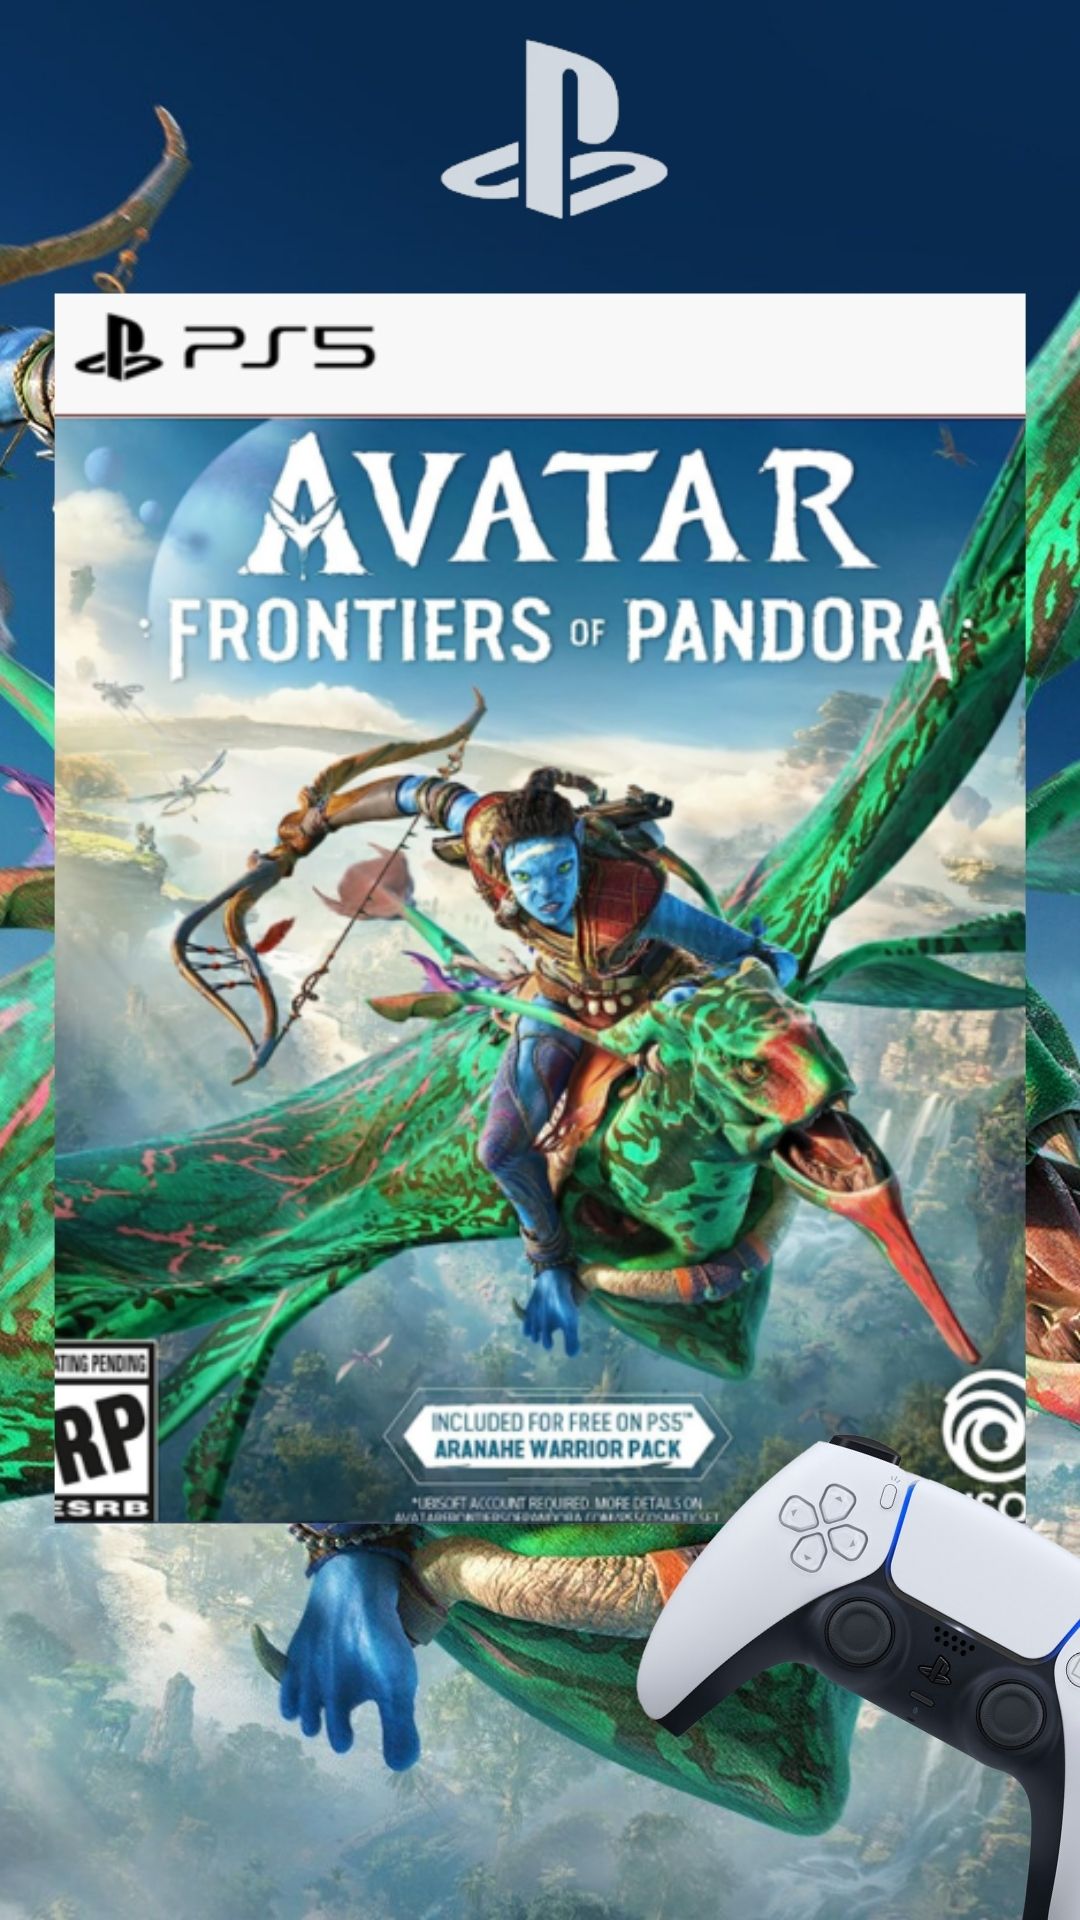 PS5
AVATAR
FRONTIERS OF PANDORA
ATING PENDING
RP
ESRB
INCLUDED FOR FREE ON PS5™
ARANAHE WARRIOR PACK
*UBISOFT ACCOUNT REQUIRED. MORE DETAILS ON